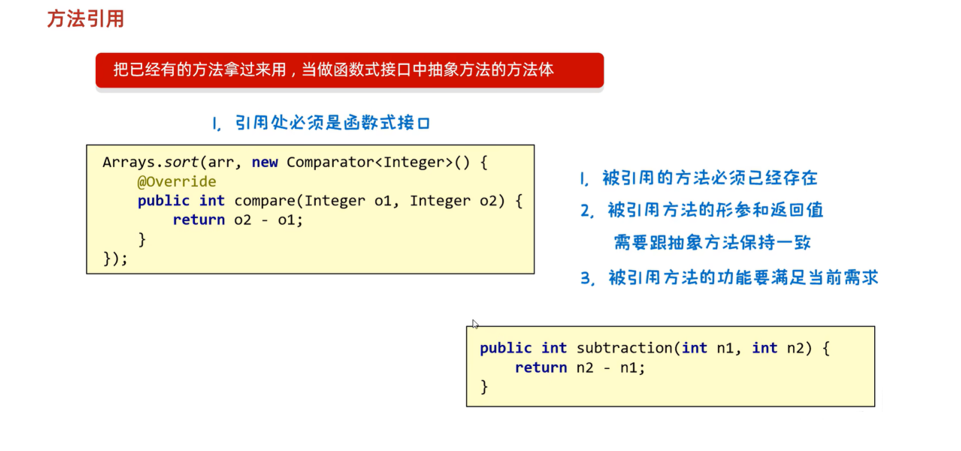 方法引用
把已经有的方法拿过来用，当做函数式接口中抽象方法的方法体
1，引用处必须是函数式接口
Arrays.sort(arr, new Comparator<Integer>() {
@Override
public int compare(Integer o1, Integer o2) {
return o2 - o1;
}
});
1，被引用的方法必须已经存在
2，被引用方法的形参和返回值
需要跟抽象方法保持一致
3，被引用方法的功能要满足当前需求
public int subtraction(int n1, int n2) {
return n2 - n1;
}